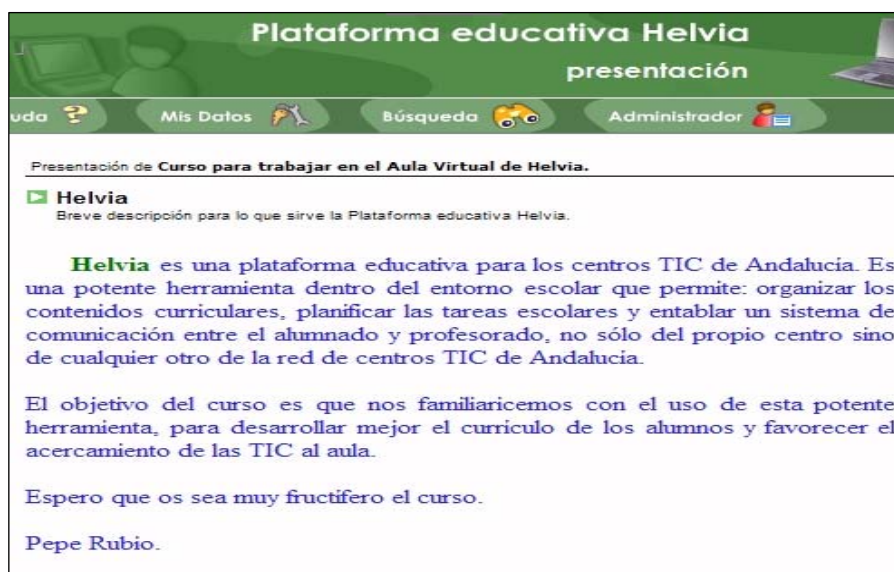 Plataforma educativa Helvia
presentación
uda Mis Datos Búsqueda Administrador
Presentación de Curso para trabajar en el Aula Virtual de Helvia.
Helvia
Breve descripción para lo que sirve la Plataforma educativa Helvia.
Helvia es una plataforma educativa para los centros TIC de Andalucía. Es
una potente herramienta dentro del entorno escolar que permite: organizar los
contenidos curriculares, planificar las tareas escolares y entablar un sistema de
comunicación entre el alumnado y profesorado, no sólo del propio centro sino
de cualquier otro de la red de centros TIC de Andalucía.
El objetivo del curso es que nos familiaricemos con el uso de esta potente
herramienta, para desarrollar mejor el currículo de los alumnos y favorecer el
acercamiento de las TIC al aula.
Espero que os sea muy fructífero el curso.
Pepe Rubio.